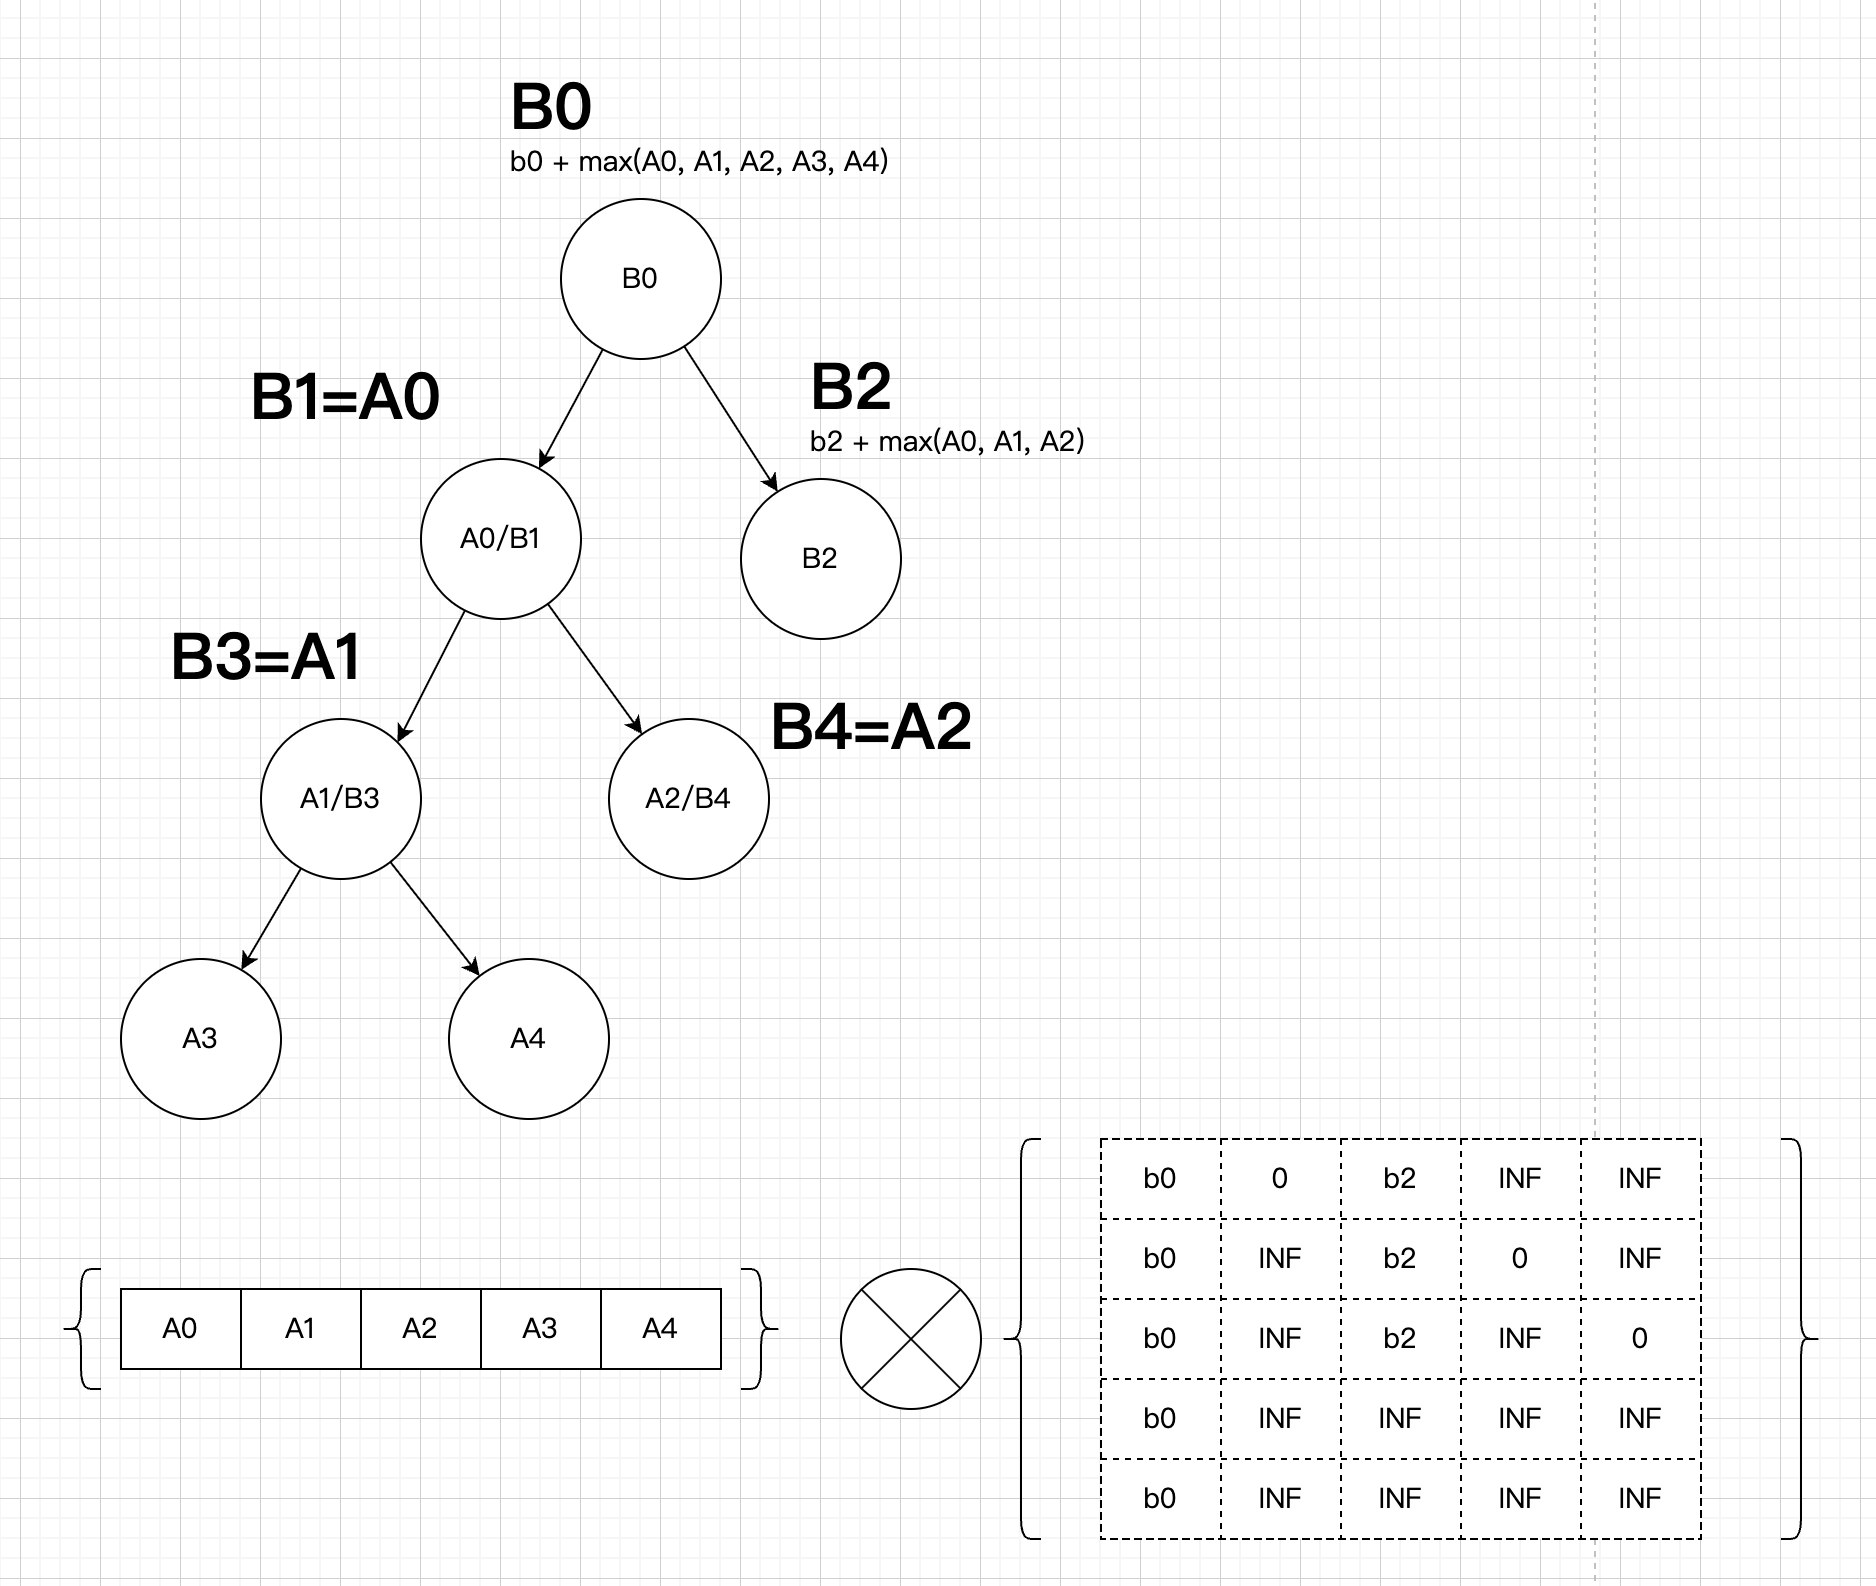 B0
b0 + max(A0, A1, A2, A3, A4)
B0
B1=A0
B2
b2 + max(A0, A1, A2)
A0/B1
B2
B3=A1
B4=A2
A1/B3
A2/B4
A3
A4
A0 A1 A2 A3 A4
b0 0 b2 INF INF
b0 INF b2 0 INF
b0 INF b2 INF 0
b0 INF INF INF INF
b0 INF INF INF INF